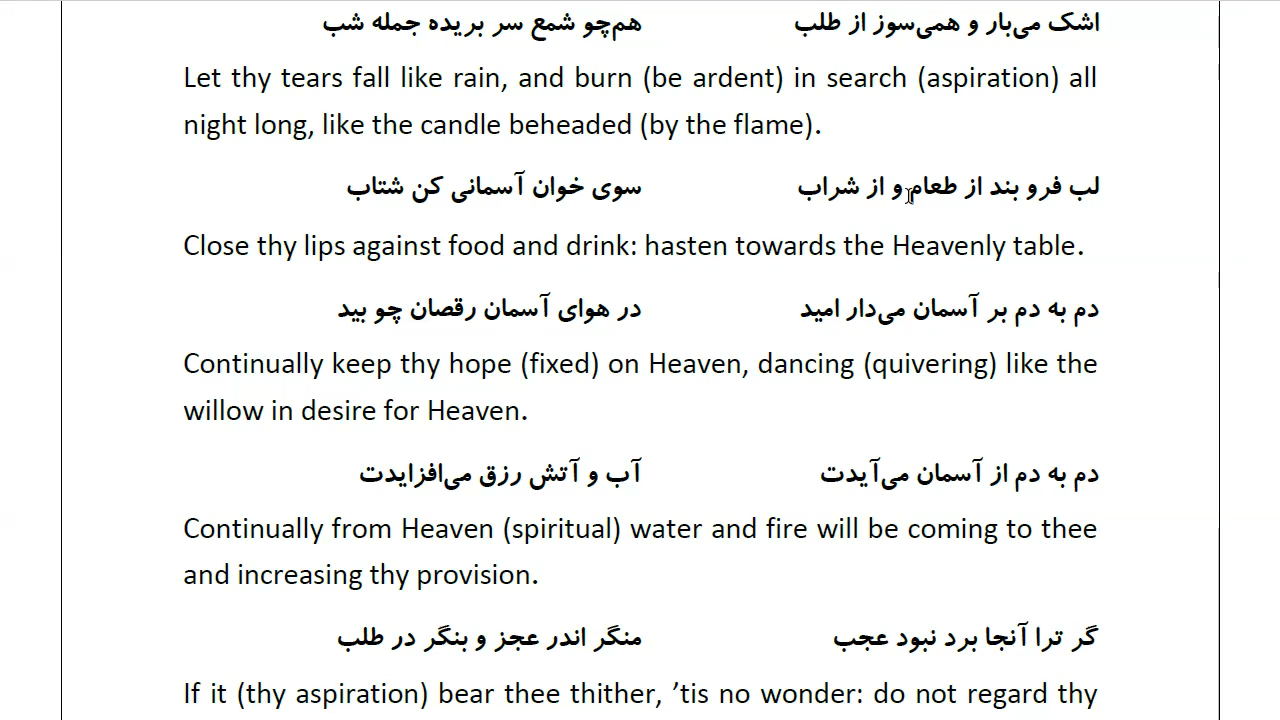 اشک می‌بار و همی‌سوز از طلب هم‌چو شمع سر بریده جمله شب
Let thy tears fall like rain, and burn (be ardent) in search (aspiration) all
night long, like the candle beheaded (by the flame).
لب فرو بند از طعام و از شراب سوی خوان آسمانی کن شتاب
Close thy lips against food and drink: hasten towards the Heavenly table.
دم به دم بر آسمان می‌دار امید در هوای آسمان رقصان چو بید
Continually keep thy hope (fixed) on Heaven, dancing (quivering) like the
willow in desire for Heaven.
دم به دم از آسمان می‌آیدت آب و آتش رزق می‌افزایدت
Continually from Heaven (spiritual) water and fire will be coming to thee
and increasing thy provision.
گر ترا آنجا برد نبود عجب منگر اندر عجز و بنگر در طلب
If it (thy aspiration) bear thee thither, ’tis no wonder: do not regard thy